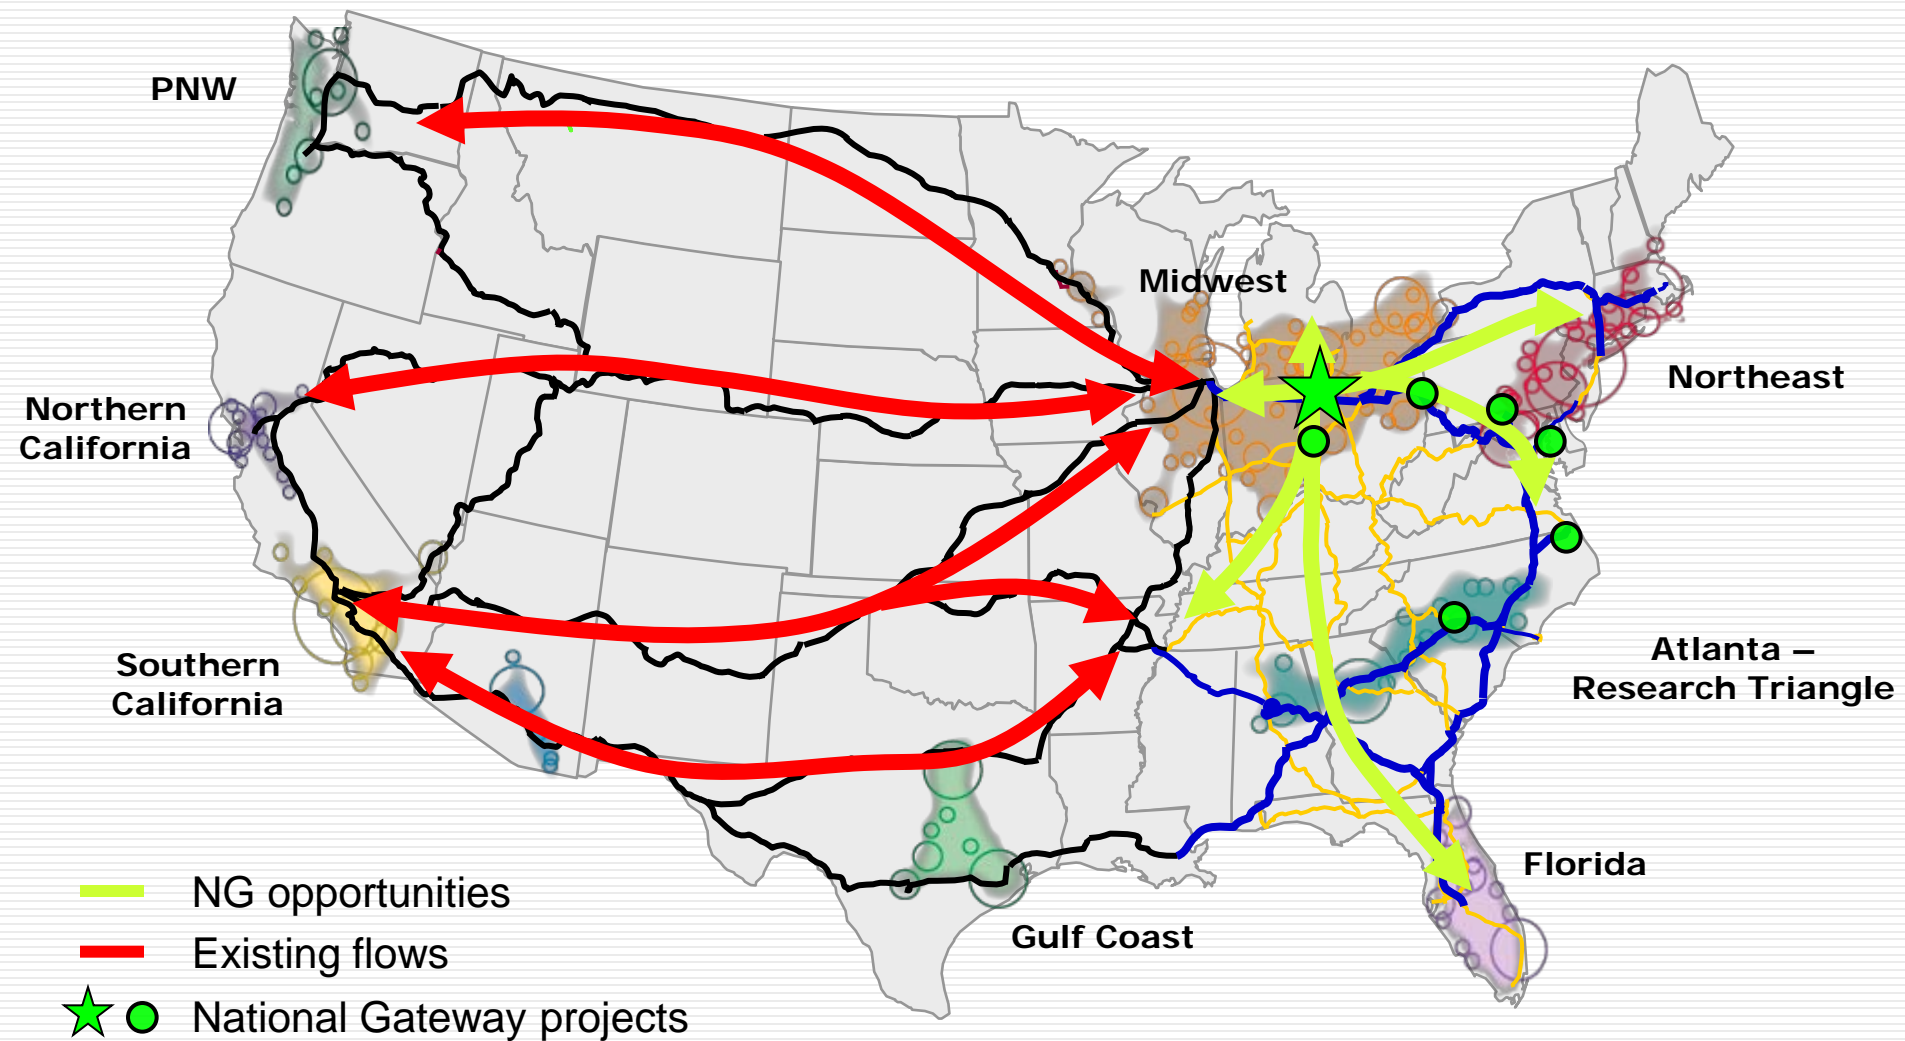 PNW
Midwest
Northeast
Northern
California
Southern
California
Atlanta –
Research Triangle
Florida
Gulf Coast
NG opportunities
Existing flows
National Gateway projects